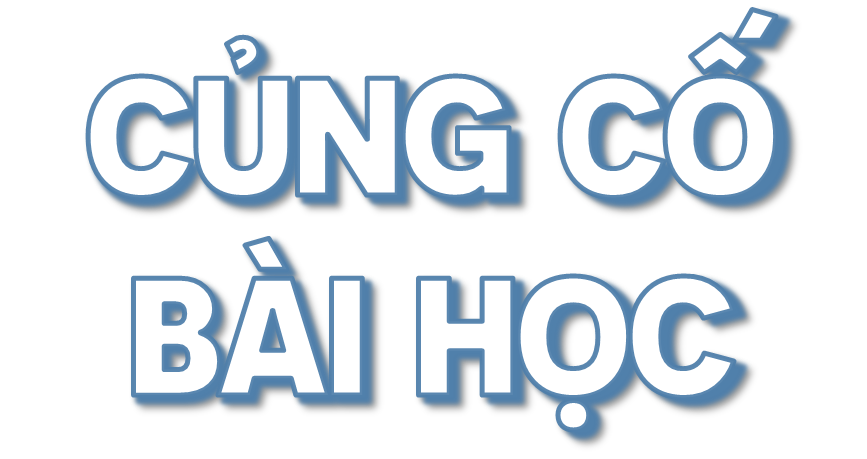 CỦNG CỐ
BÀI HỌC